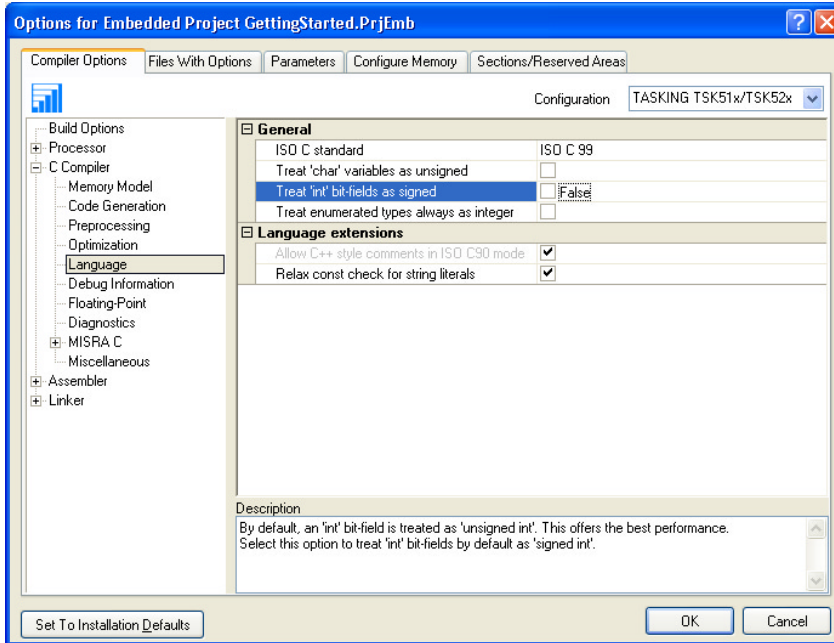 Options for Embedded Project GettingStarted.PrjEmb
Compiler Options Files With Options Parameters Configure Memory Sections/Reserved Areas
Configuration TASKING TSK51x/TSK52x
Build Options
Processor
C Compiler
Memory Model
Code Generation
Preprocessing
Optimization
Language
Debug Information
Floating-Point
Diagnostics
MISRA C
Miscellaneous
Assembler
Linker
General
ISO C standard ISO C 99
Treat 'char' variables as unsigned
Treat 'int' bit-fields as signed False
Treat enumerated types always as integer
Language extensions
Allow C++ style comments in ISO C90 mode
Relax const check for string literals
Description
By default, an 'int' bit-field is treated as 'unsigned int'. This offers the best performance.
Select this option to treat 'int' bit-fields by default as 'signed int'.
Set To Installation Defaults OK Cancel